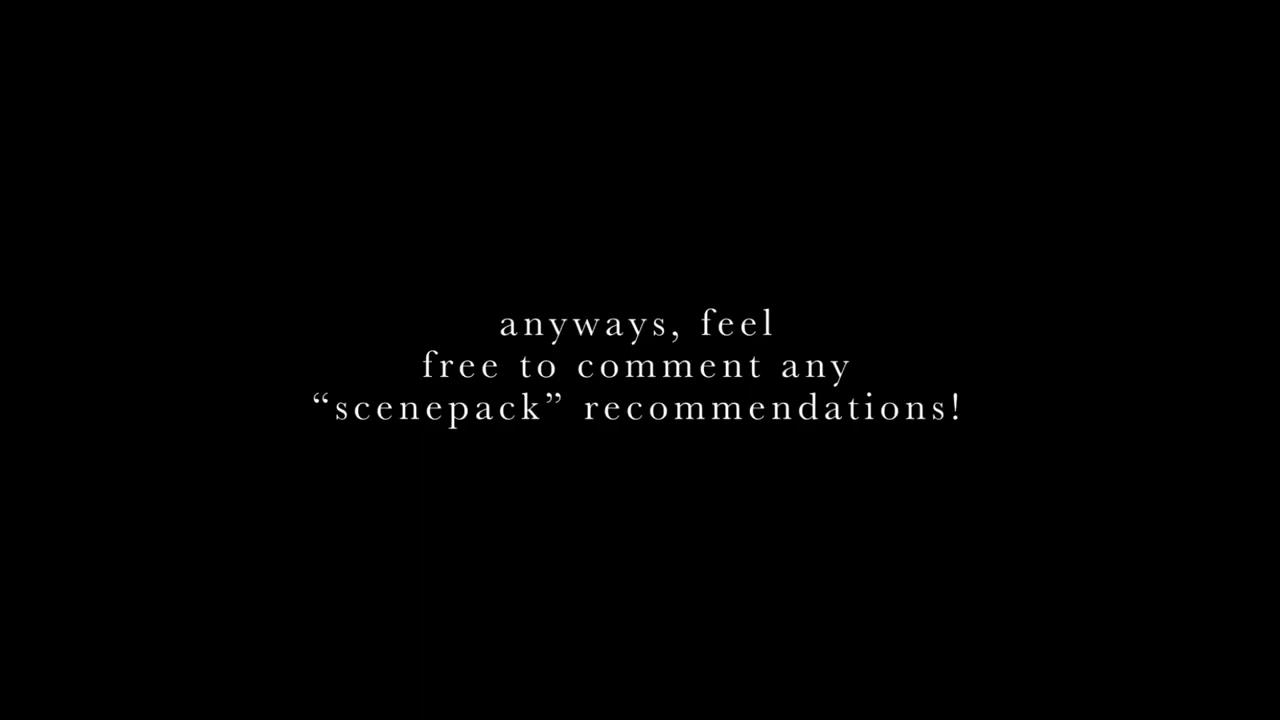 anyways, feel
free to comment any
“scenepack” recommendations!